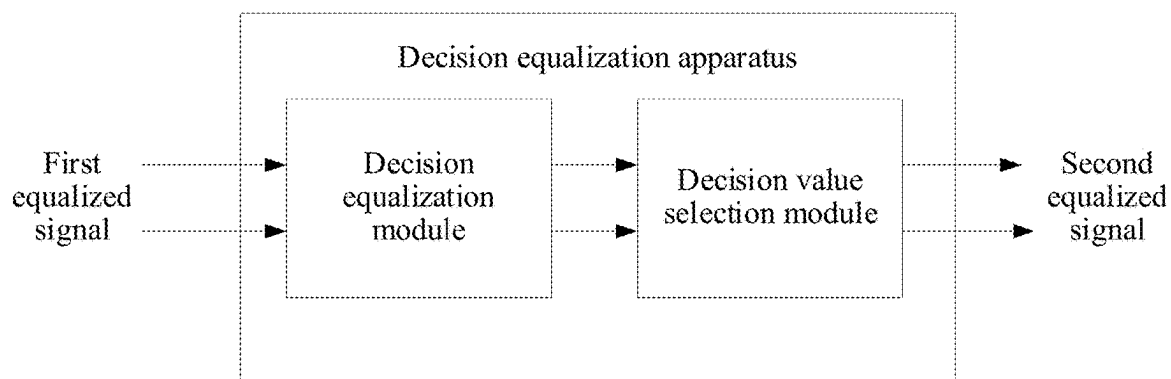 Decision equalization apparatus
First
equalized
signal
Decision
equalization
module
Decision value
selection module
Second
equalized
signal